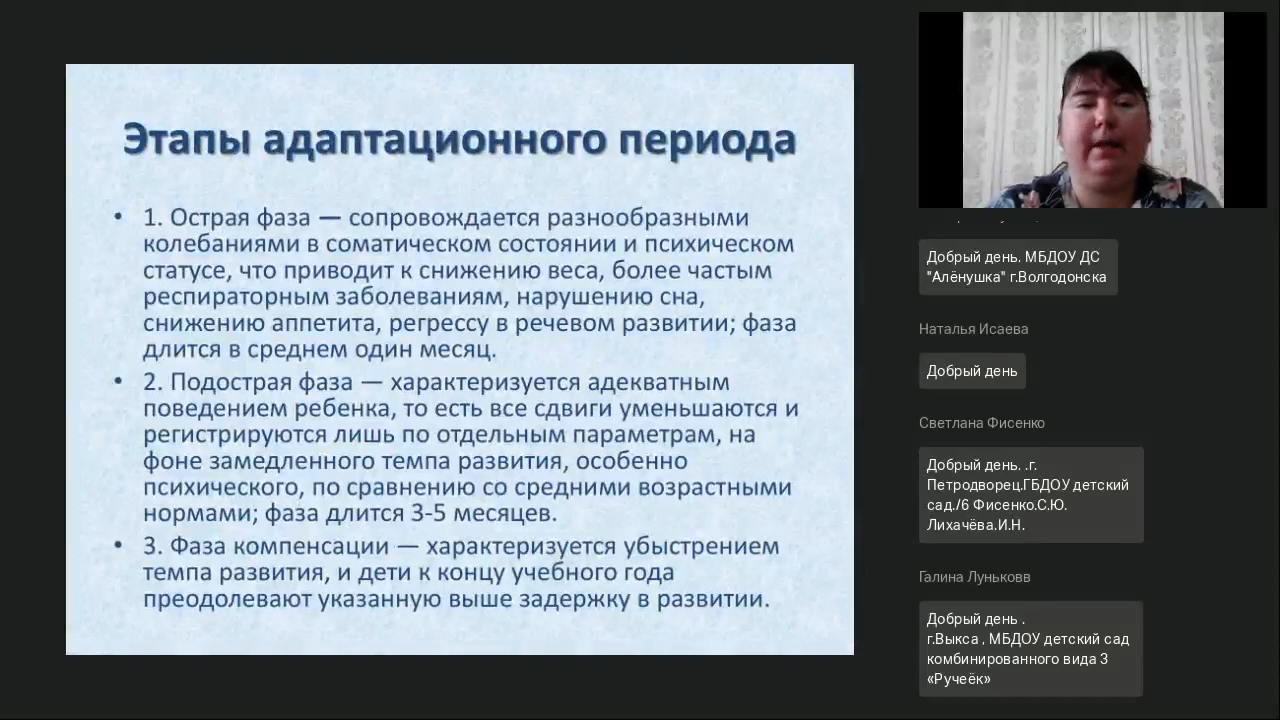 Этапы адаптационного периода
• 1. Острая фаза — сопровождается разнообразными
колебаниями в соматическом состоянии и психическом
статусе, что приводит к снижению веса, более частым
респираторным заболеваниям, нарушению сна,
снижению аппетита, регрессу в речевом развитии; фаза
длится в среднем один месяц.
• 2. Подострая фаза — характеризуется адекватным
поведением ребенка, то есть все сдвиги уменьшаются и
регистрируются лишь по отдельным параметрам, на
фоне замедленного темпа развития, особенно
психического, по сравнению со средними возрастными
нормами; фаза длится 3-5 месяцев.
• 3. Фаза компенсации — характеризуется убыстрением
темпа развития, и дети к концу учебного года
преодолевают указанную выше задержку в развитии.
Добрый день. МБДОУ ДС
"Алёнушка" г.Волгодонска
Наталья Исаева
Добрый день
Светлана Фисенко
Добрый день. .г.
Петродворец.ГБДОУ детский
сад./6 Фисенко.С.Ю.
Лихачёва.И.Н.
Галина Луньковв
Добрый день .
г.Выкса , МБДОУ детский сад
комбинированного вида 3
«Ручеёк»